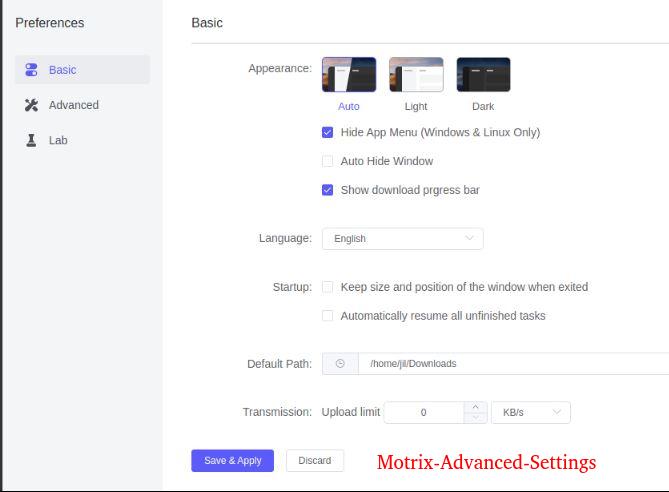 Preferences
Basic
Advanced
Lab
Basic
Appearance:
Auto
Light
Dark
Hide App Menu (Windows & Linux Only)
Auto Hide Window
Show download prgress bar
Language:
English
Startup:
Keep size and position of the window when exited
Automatically resume all unfinished tasks
Default Path:
/home/jil/Downloads
Transmission:
Upload limit
0
KB/s
Save & Apply
Discard
Motrix-Advanced-Settings